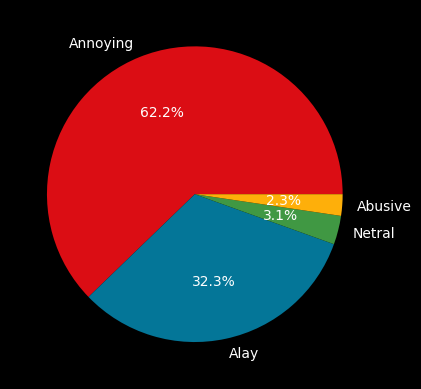 Annoying
62.2%
2.3%
Abusive
3.1%
Netral
32.3%
Alay